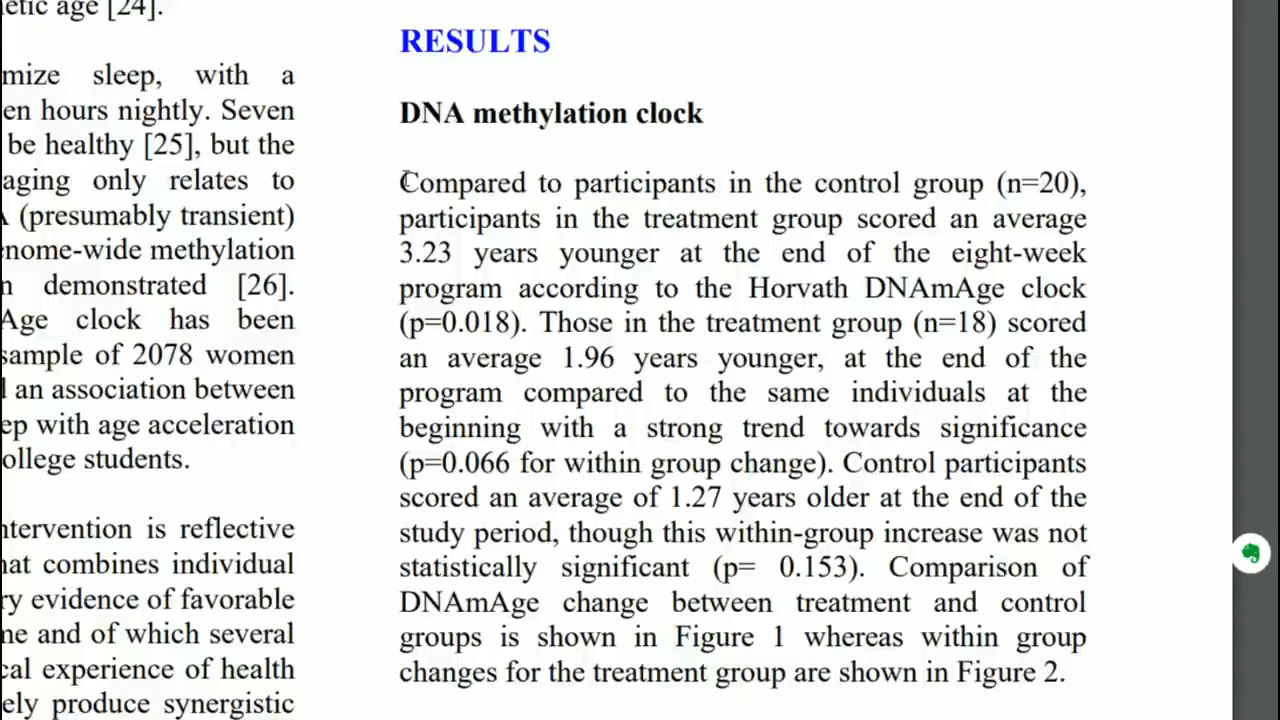 etic age [24].
mize sleep, with a
en hours nightly. Seven
be healthy [25], but the
aging only relates to
(presumably transient)
nome-wide methylation
n demonstrated [26].
Age clock has been
sample of 2078 women
an association between
ep with age acceleration
ollege students.
ntervention is reflective
hat combines individual
ry evidence of favorable
me and of which several
cal experience of health
ely produce synergistic
RESULTS
DNA methylation clock
Compared to participants in the control group (n=20),
participants in the treatment group scored an average
3.23 years younger at the end of the eight-week
program according to the Horvath DNAmAge clock
(p=0.018). Those in the treatment group (n=18) scored
an average 1.96 years younger, at the end of the
program compared to the same individuals at the
beginning with a strong trend towards significance
(p=0.066 for within group change). Control participants
scored an average of 1.27 years older at the end of the
study period, though this within-group increase was not
statistically significant (p= 0.153). Comparison of
DNAmAge change between treatment and control
groups is shown in Figure 1 whereas within group
changes for the treatment group are shown in Figure 2.